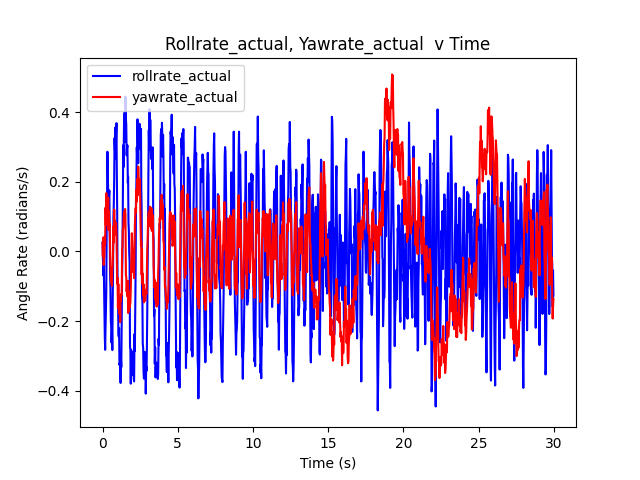 Rollrate_actual, Yawrate_actual  v Time
rollrate_actual
yawrate_actual
Angle Rate (radians/s)
0.4
0.2
0.0
−0.2
−0.4
0 5 10 15 20 25 30
Time (s)